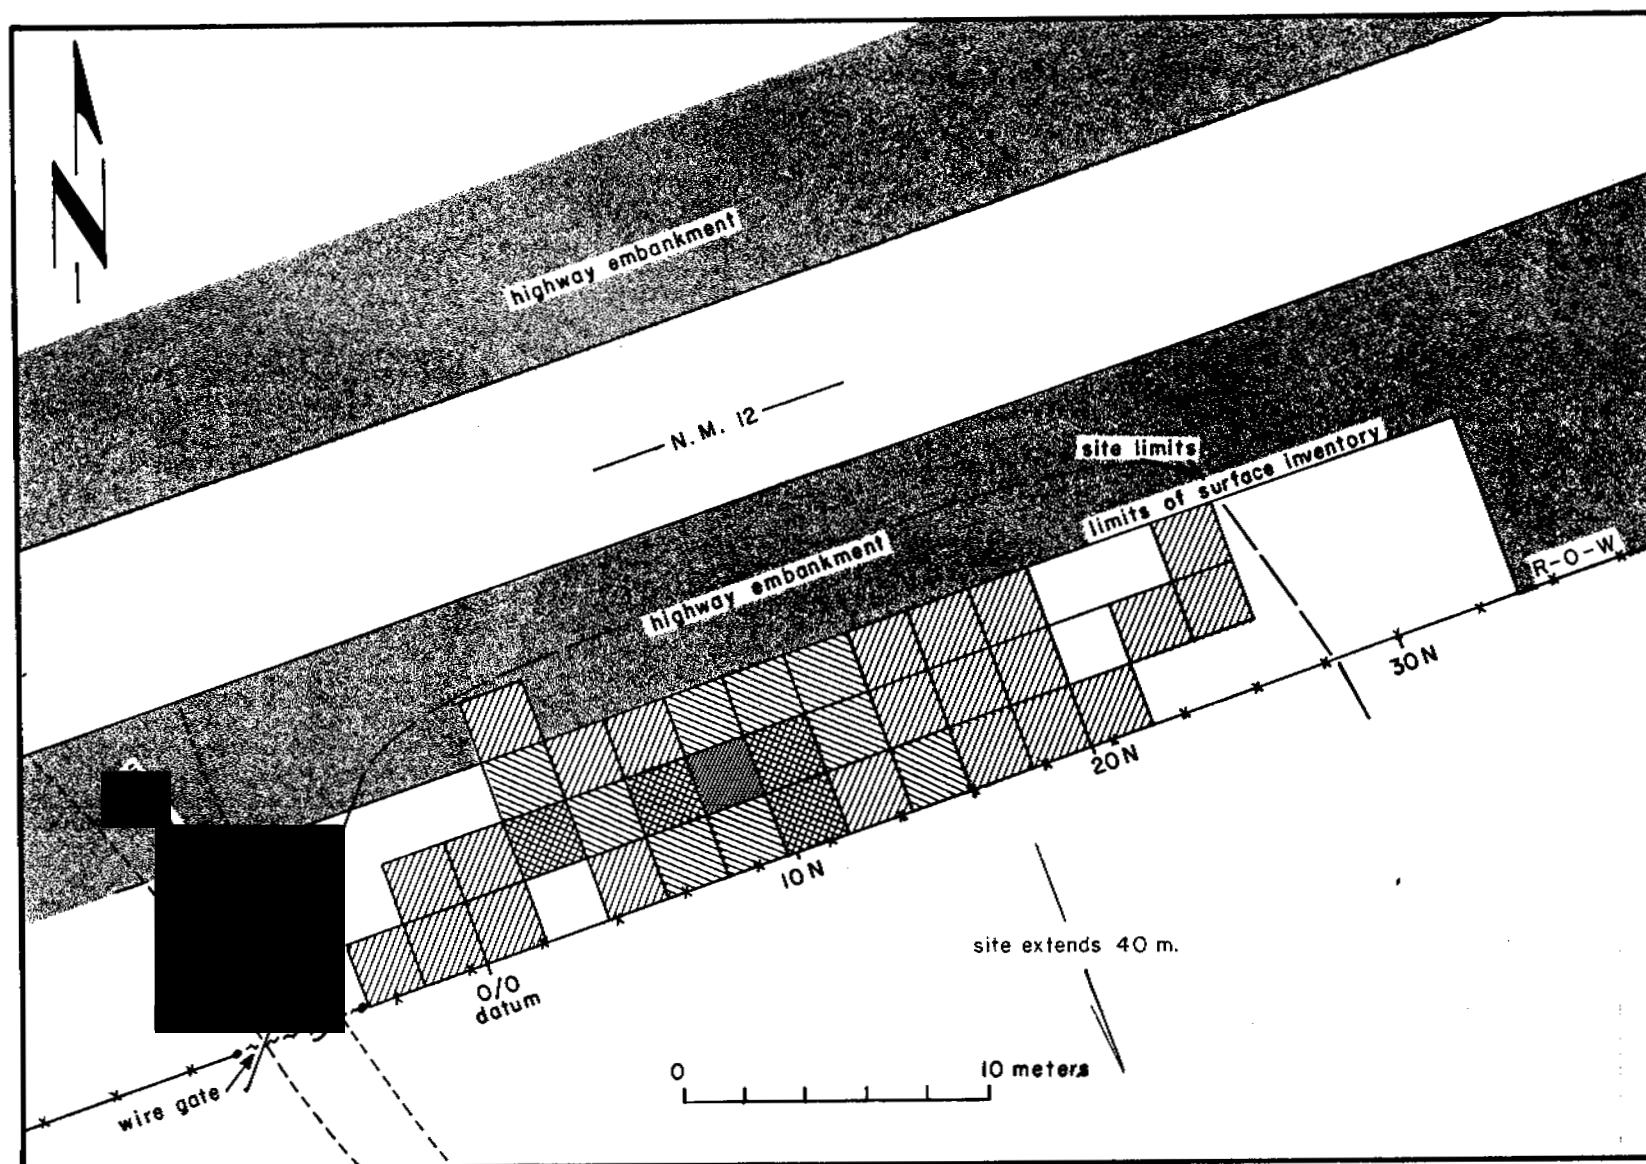 N
highway embankment
N.M. 12
site limits
limits of surface inventory
highway embankment
R-O-W
30N
20N
10N
0/0
datum
site extends 40 m.
0 10 meters
wire gate